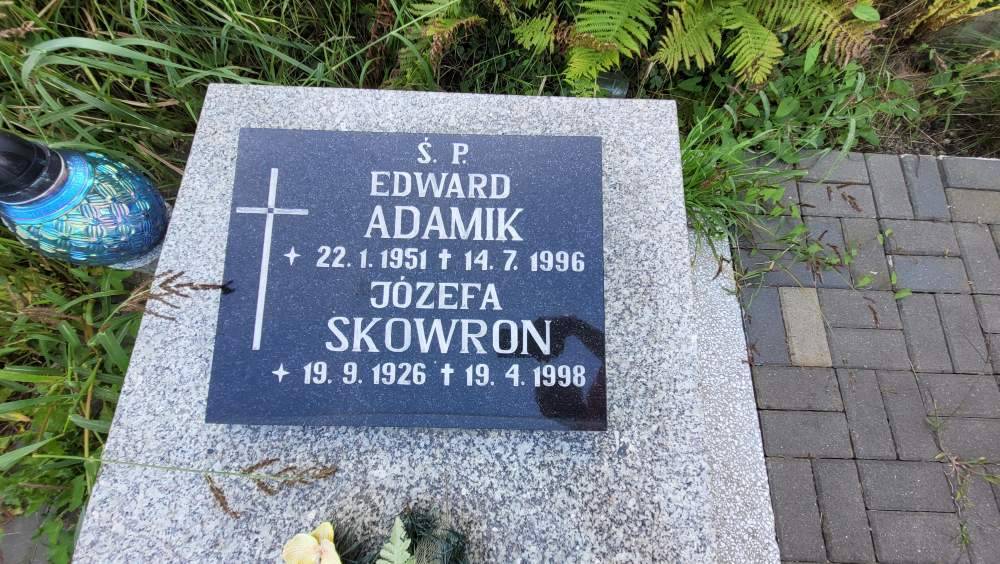 Ś. P.
EDWARD
ADAMIK
✦ 22. 1. 1951 ✝ 14. 7. 1996
JÓZEFA
SKOWRON
✦ 19. 9. 1926 ✝ 19. 4. 1998